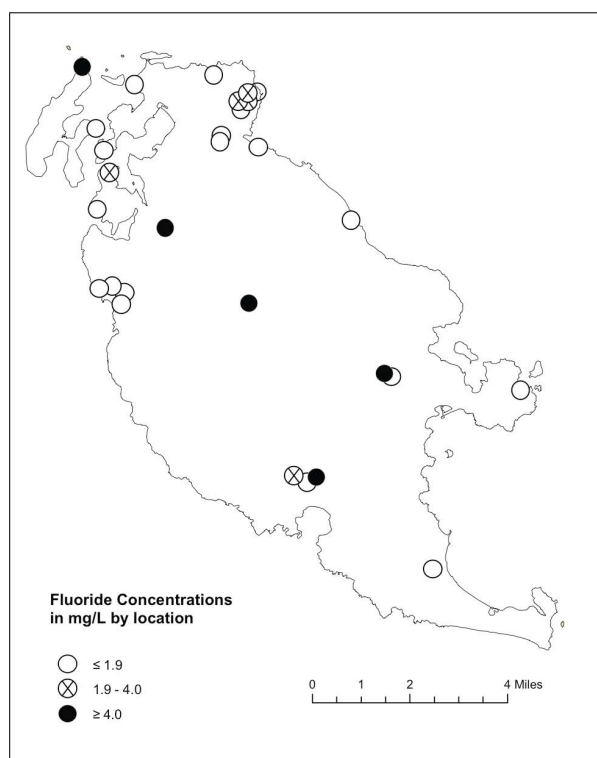 Fluoride Concentrations
in mg/L by location
≤ 1.9
1.9 - 4.0
≥ 4.0
0 1 2 4 Miles